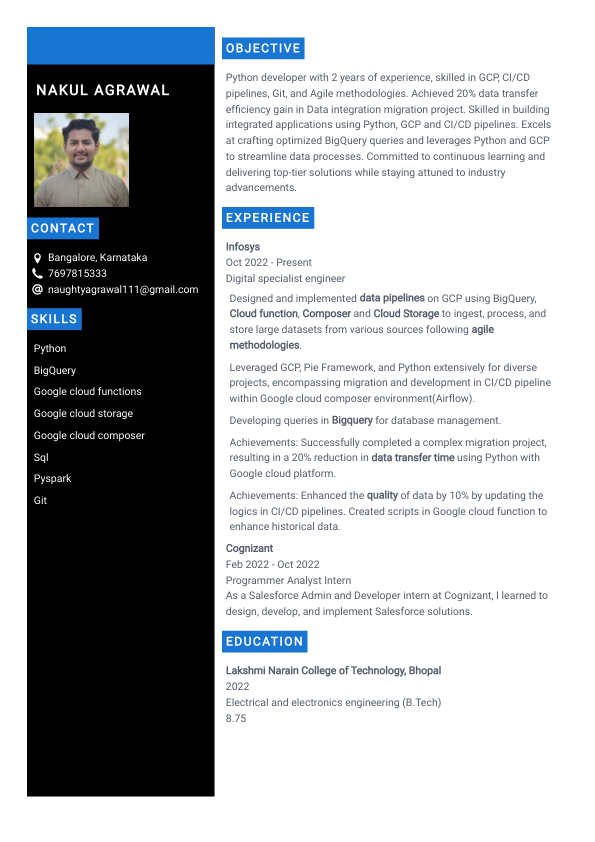 NAKUL AGRAWAL
CONTACT
Bangalore, Karnataka
7697815333
naughtyagrawal111@gmail.com
SKILLS
Python
BigQuery
Google cloud functions
Google cloud storage
Google cloud composer
Sql
Pyspark
Git
OBJECTIVE
Python developer with 2 years of experience, skilled in GCP, CI/CD
pipelines, Git, and Agile methodologies. Achieved 20% data transfer
efficiency gain in Data integration migration project. Skilled in building
integrated applications using Python, GCP and CI/CD pipelines. Excels
at crafting optimized BigQuery queries and leverages Python and GCP
to streamline data processes. Committed to continuous learning and
delivering top-tier solutions while staying attuned to industry
advancements.
EXPERIENCE
Infosys
Oct 2022 - Present
Digital specialist engineer
Designed and implemented data pipelines on GCP using BigQuery,
Cloud function, Composer and Cloud Storage to ingest, process, and
store large datasets from various sources following agile
methodologies.
Leveraged GCP, Pie Framework, and Python extensively for diverse
projects, encompassing migration and development in CI/CD pipeline
within Google cloud composer environment(Airflow).
Developing queries in Bigquery for database management.
Achievements: Successfully completed a complex migration project,
resulting in a 20% reduction in data transfer time using Python with
Google cloud platform.
Achievements: Enhanced the quality of data by 10% by updating the
logics in CI/CD pipelines. Created scripts in Google cloud function to
enhance historical data.
Cognizant
Feb 2022 - Oct 2022
Programmer Analyst Intern
As a Salesforce Admin and Developer intern at Cognizant, I learned to
design, develop, and implement Salesforce solutions.
EDUCATION
Lakshmi Narain College of Technology, Bhopal
2022
Electrical and electronics engineering (B.Tech)
8.75